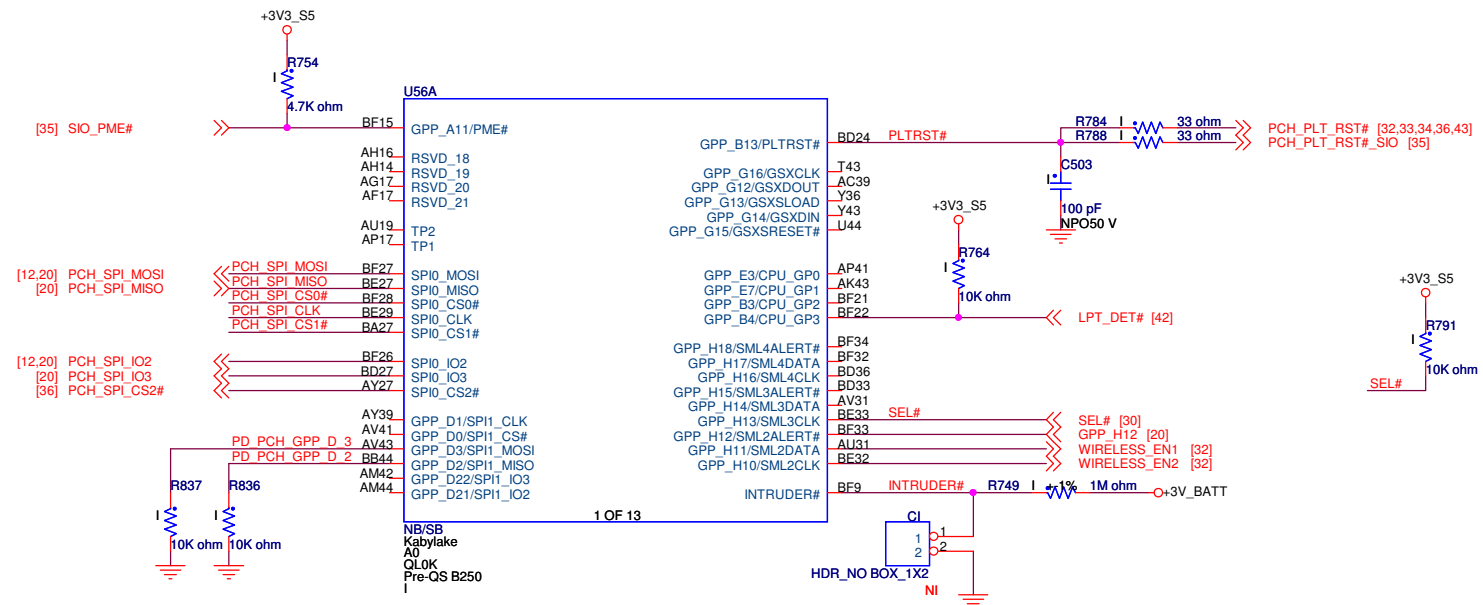 +3V3_S5
R754
I
4.7K ohm
U56A
[35] SIO_PME#
BF15
GPP_A11/PME#
AH16
RSVD_18
AH14
RSVD_19
AG17
RSVD_20
AF17
RSVD_21
AU19
TP2
AP17
TP1
[12,20] PCH_SPI_MOSI
PCH_SPI_MOSI
BF27
SPI0_MOSI
[20] PCH_SPI_MISO
PCH_SPI_MISO
BE27
SPI0_MISO
PCH_SPI_CS0#
BF28
SPI0_CS0#
PCH_SPI_CLK
BE29
SPI0_CLK
PCH_SPI_CS1#
BA27
SPI0_CS1#
[12,20] PCH_SPI_IO2
BF26
SPI0_IO2
[20] PCH_SPI_IO3
BD27
SPI0_IO3
[36] PCH_SPI_CS2#
AY27
SPI0_CS2#
AY39
GPP_D1/SPI1_CLK
AV41
GPP_D0/SPI1_CS#
PD_PCH_GPP_D_3
AV43
GPP_D3/SPI1_MOSI
PD_PCH_GPP_D_2
BB44
GPP_D2/SPI1_MISO
AM42
GPP_D22/SPI1_IO3
AM44
GPP_D21/SPI1_IO2
R837
I
10K ohm
R836
I
10K ohm
GPP_B13/PLTRST#
BD24
PLTRST#
R784 I 33 ohm
PCH_PLT_RST# [32,33,34,36,43]
R788 I 33 ohm
PCH_PLT_RST#_SIO [35]
C503
I
100 pF
NPO50 V
GPP_G16/GSXCLK
T43
GPP_G12/GSXDOUT
AC39
GPP_G13/GSXSLOAD
Y36
GPP_G14/GSXDIN
Y43
GPP_G15/GSXSRESET#
U44
+3V3_S5
R764
I
10K ohm
GPP_E3/CPU_GP0
AP41
GPP_E7/CPU_GP1
AK43
GPP_B3/CPU_GP2
BF21
GPP_B4/CPU_GP3
BF22
LPT_DET# [42]
+3V3_S5
R791
I
10K ohm
SEL#
GPP_H18/SML4ALERT#
BF34
GPP_H17/SML4DATA
BF32
GPP_H16/SML4CLK
BD36
GPP_H15/SML3ALERT#
BD33
GPP_H14/SML3DATA
AV31
GPP_H13/SML3CLK
BE33
SEL#
SEL# [30]
GPP_H12/SML2ALERT#
BF33
GPP_H12 [20]
GPP_H11/SML2DATA
AU31
WIRELESS_EN1 [32]
GPP_H10/SML2CLK
BE32
WIRELESS_EN2 [32]
INTRUDER#
BF9
INTRUDER#
R749 I +-1% 1M ohm
+3V_BATT
1 OF 13
NB/SB
Kabylake
A0
QL0K
Pre-QS B250
I
CI
1
1
2
2
HDR_NO BOX_1X2
NI